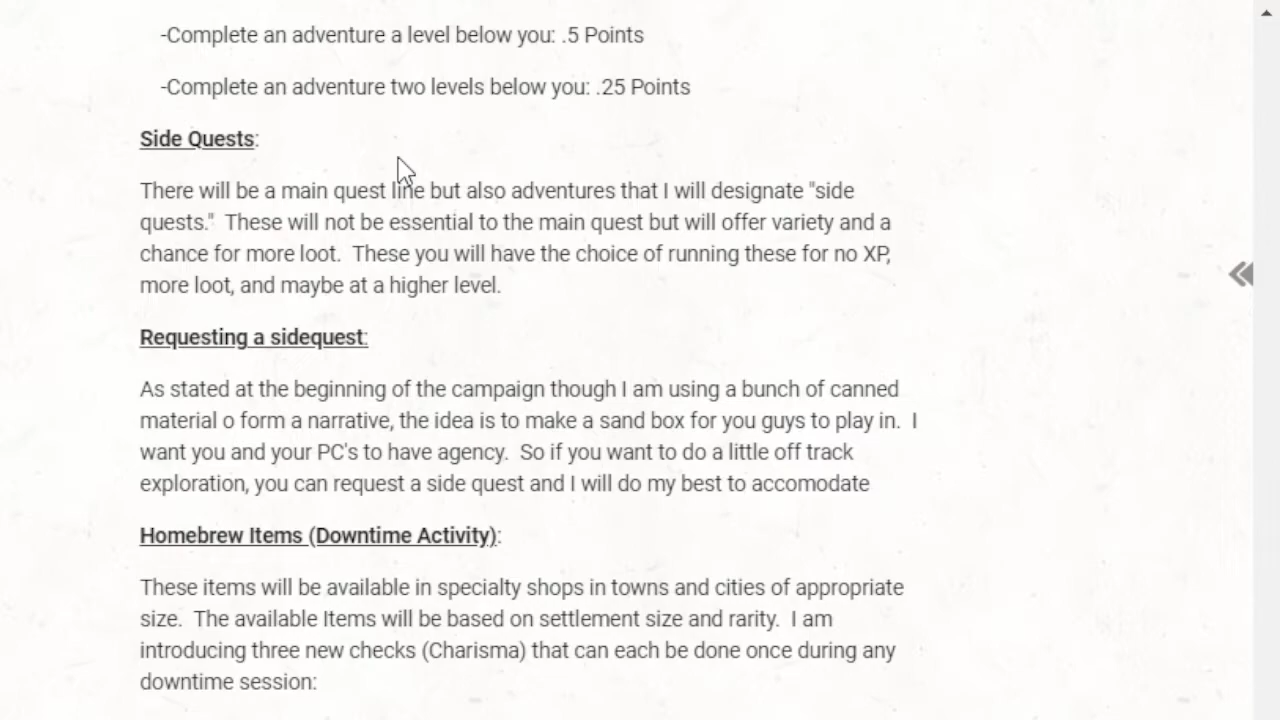 -Complete an adventure a level below you: .5 Points
-Complete an adventure two levels below you: .25 Points
Side Quests:
There will be a main quest line but also adventures that I will designate "side
quests."  These will not be essential to the main quest but will offer variety and a
chance for more loot.  These you will have the choice of running these for no XP,
more loot, and maybe at a higher level.
Requesting a sidequest:
As stated at the beginning of the campaign though I am using a bunch of canned
material o form a narrative, the idea is to make a sand box for you guys to play in.  I
want you and your PC's to have agency.  So if you want to do a little off track
exploration, you can request a side quest and I will do my best to accomodate
Homebrew Items (Downtime Activity):
These items will be available in specialty shops in towns and cities of appropriate
size.  The available Items will be based on settlement size and rarity.  I am
introducing three new checks (Charisma) that can each be done once during any
downtime session: